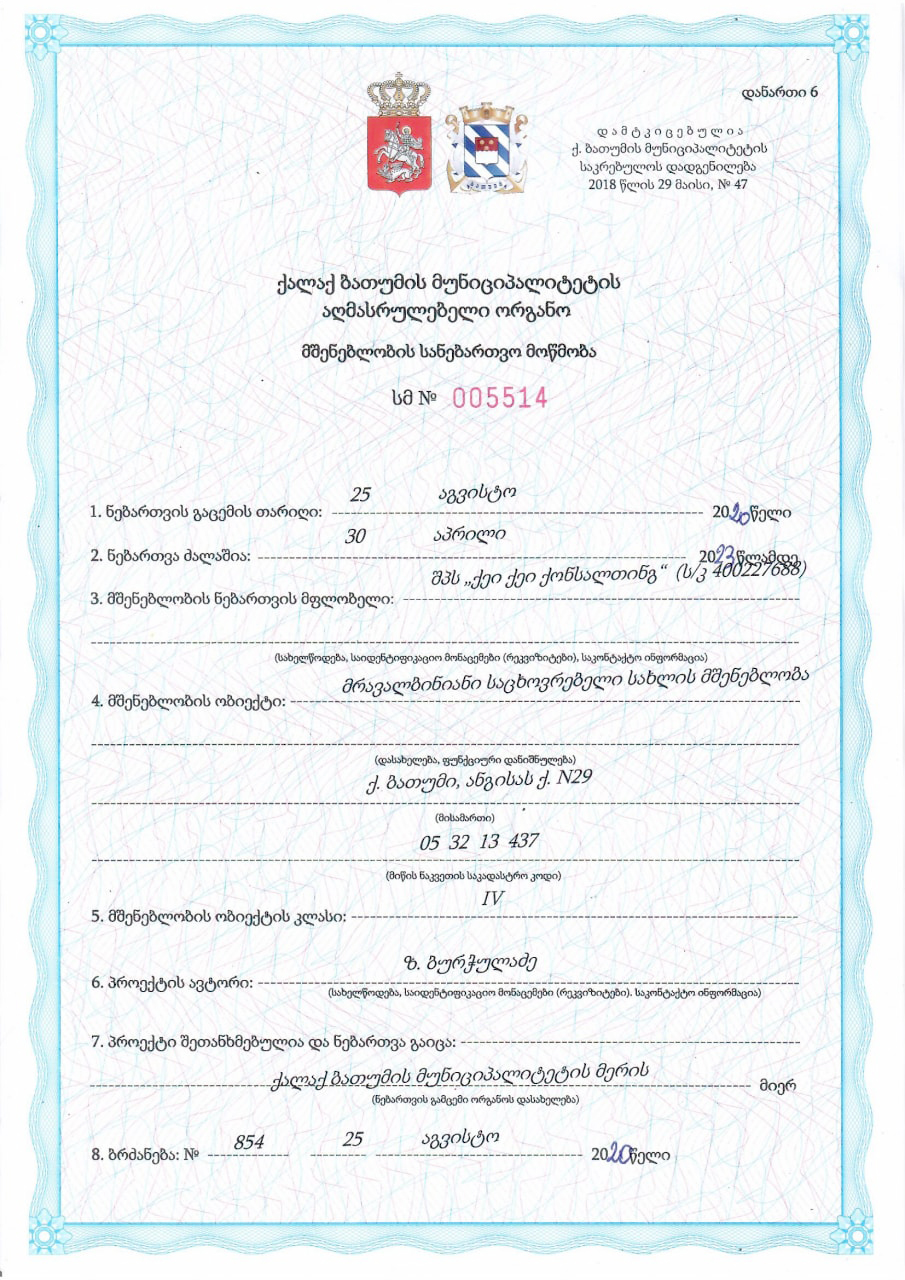 დანართი 6
დამტკიცებულია
ქ. ბათუმის მუნიციპალიტეტის
საკრებულოს დადგენილება
2018 წლის 29 მაისი, № 47
ბათუმი
ქალაქ ბათუმის მუნიციპალიტეტის
აღმასრულებელი ორგანო
მშენებლობის სანებართვო მოწმობა
სმ № 005514
1. ნებართვის გაცემის თარიღი: 25 აგვისტო 2020 წელი
2. ნებართვა ძალაშია: 30 აპრილი 2023 წლამდე
3. მშენებლობის ნებართვის მფლობელი: შპს „ქეი ქეი ქონსალთინგ“ (ს/კ 400227688)
(სახელწოდება, საიდენტიფიკაციო მონაცემები (რეკვიზიტები), საკონტაქტო ინფორმაცია)
4. მშენებლობის ობიექტი: მრავალბინიანი საცხოვრებელი სახლის მშენებლობა
(დასახელება, ფუნქციური დანიშნულება)
ქ. ბათუმი, ანგისას ქ. N29
(მისამართი)
05 32 13 437
(მიწის ნაკვეთის საკადასტრო კოდი)
5. მშენებლობის ობიექტის კლასი: IV
6. პროექტის ავტორი: ზ. ბურჭულაძე
(სახელწოდება, საიდენტიფიკაციო მონაცემები (რეკვიზიტები). საკონტაქტო ინფორმაცია)
7. პროექტი შეთანხმებულია და ნებართვა გაიცა:
ქალაქ ბათუმის მუნიციპალიტეტის მერის მიერ
(ნებართვის გამცემი ორგანოს დასახელება)
8. ბრძანება: № 854 25 აგვისტო 2020 წელი